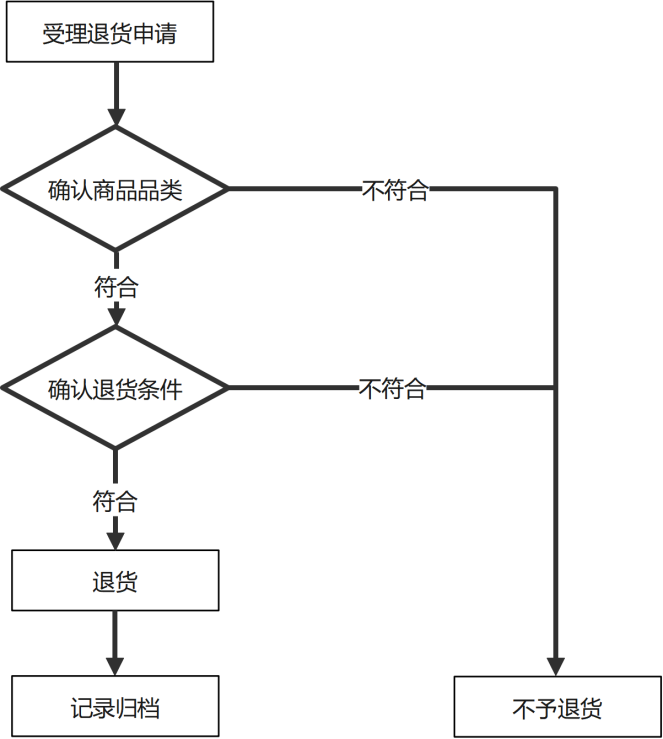 受理退货申请
确认商品品类
不符合
符合
确认退货条件
不符合
符合
退货
记录归档
不予退货